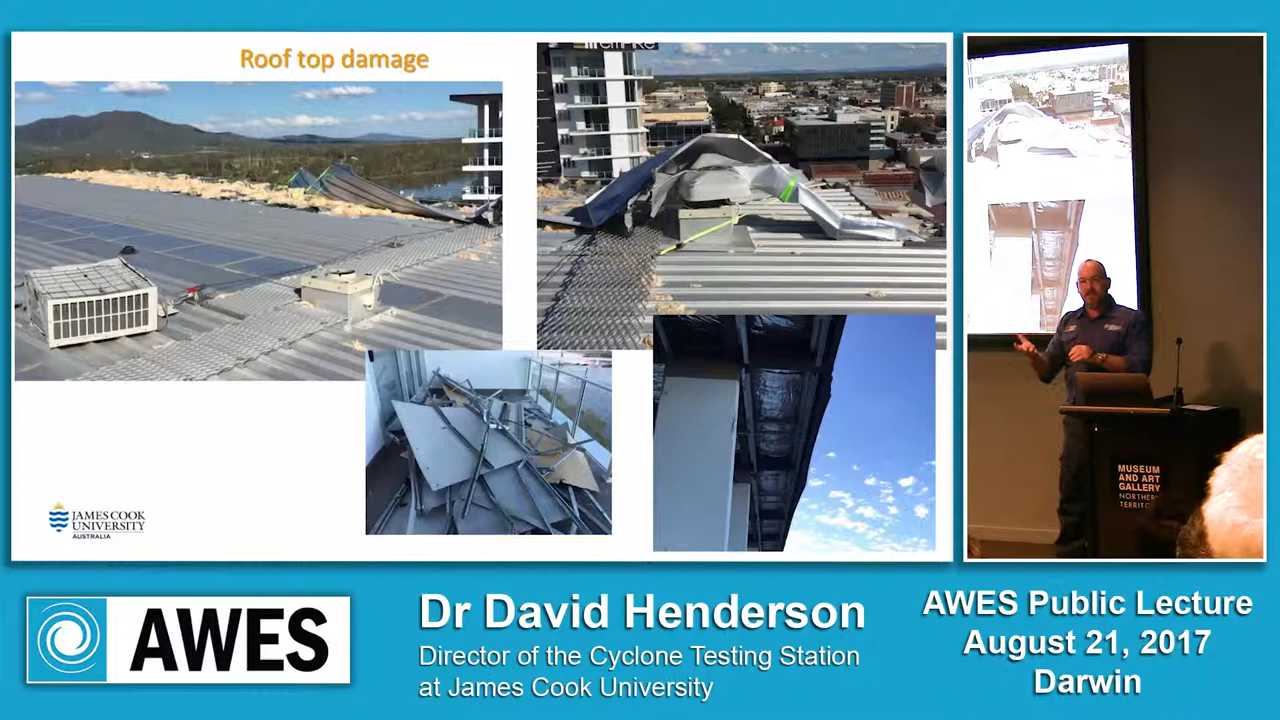 Roof top damage
JAMES COOK
UNIVERSITY
AUSTRALIA
MUSEUM
AND ART
GALLERY
AWES
Dr David Henderson
Director of the Cyclone Testing Station
at James Cook University
AWES Public Lecture
August 21, 2017
Darwin